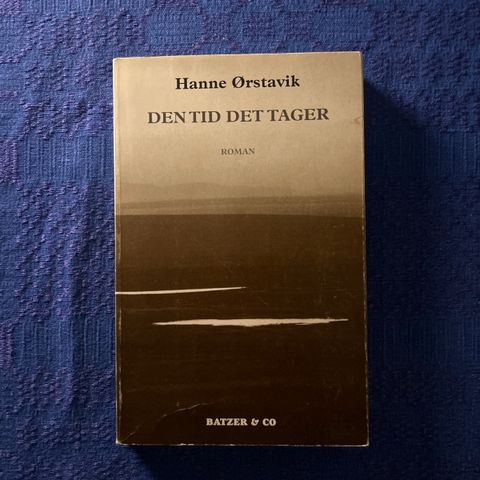 Hanne Ørstavik
DEN TID DET TAGER
ROMAN
BATZER & CO